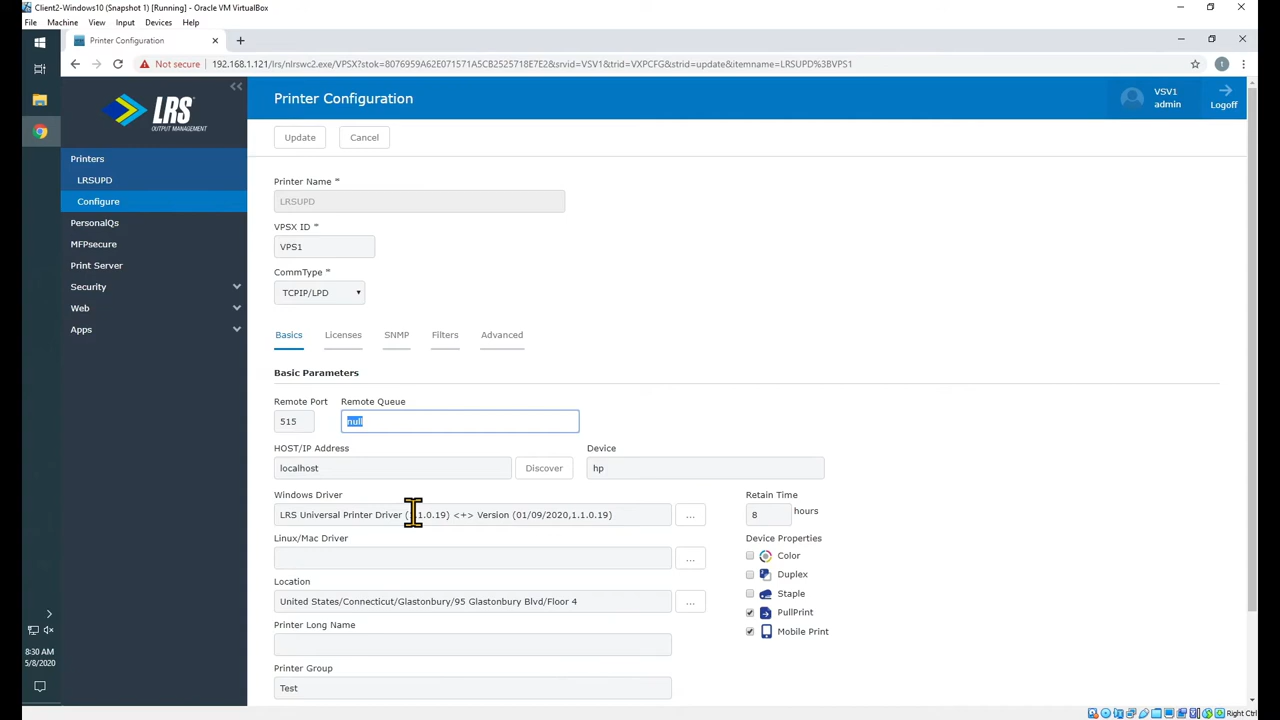 Client2-Windows10 (Snapshot 1) [Running] - Oracle VM VirtualBox
File Machine View Input Devices Help
Printer Configuration
Not secure 192.168.1.121/lrs/nlrswc2.exe/VPSX?stok=8076959A62E071571A5CB2525718E7E2&srvid=VSV1&trid=VXPCFG&strid=update&itemname=LRSUPD%3BVPS1
t
LRS
OUTPUT MANAGEMENT
Printer Configuration
VSV1
admin
Logoff
Update Cancel
Printers
LRSUPD
Configure
PersonalQs
MFPsecure
Print Server
Security
Web
Apps
Printer Name *
LRSUPD
VPSX ID *
VPS1
CommType *
TCPIP/LPD
Basics Licenses SNMP Filters Advanced
Basic Parameters
Remote Port Remote Queue
515 null
HOST/IP Address Device
localhost Discover hp
Windows Driver Retain Time
LRS Universal Printer Driver (1.1.0.19) <+> Version (01/09/2020,1.1.0.19) ... 8 hours
Linux/Mac Driver Device Properties
... Color
Duplex
Location Staple
United States/Connecticut/Glastonbury/95 Glastonbury Blvd/Floor 4 ... PullPrint
Printer Long Name Mobile Print
Printer Group
Test
8:30 AM
5/8/2020
Right Ctrl